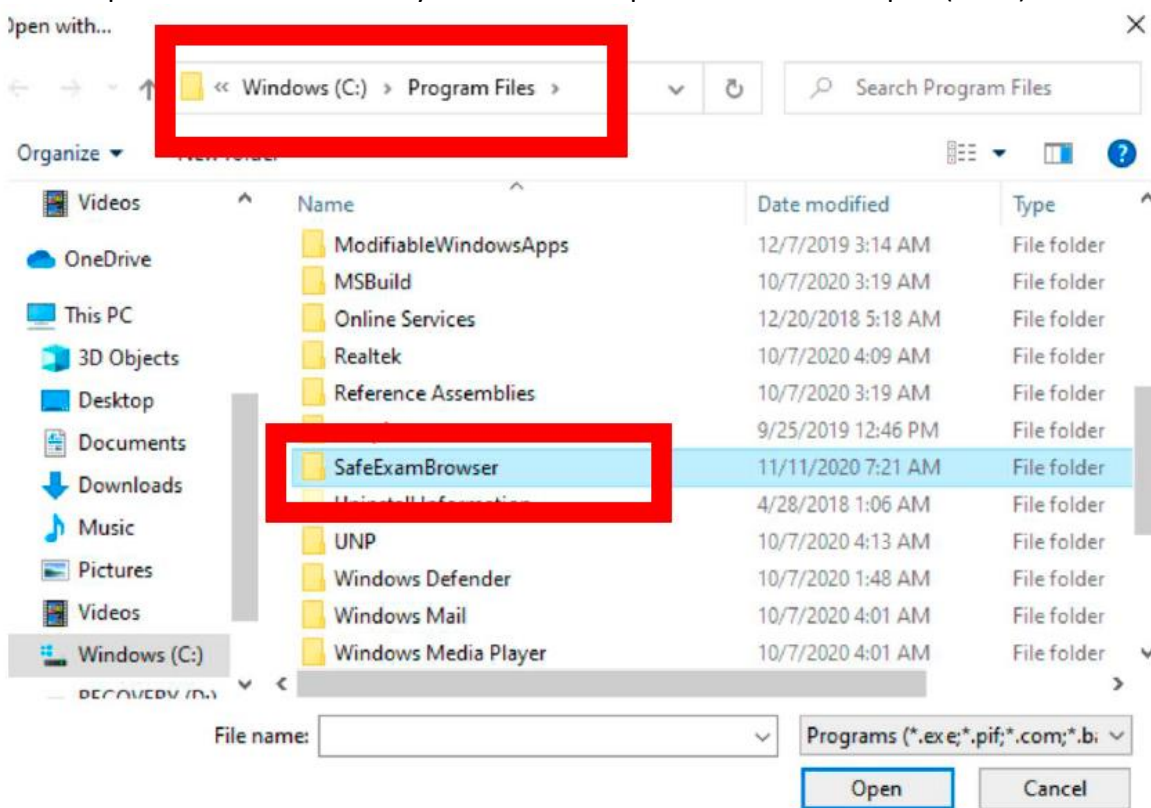 Open with...
« Windows (C:) › Program Files ›
Search Program Files
Organize
Name Date modified Type
Videos
OneDrive
This PC
3D Objects
Desktop
Documents
Downloads
Music
Pictures
Videos
Windows (C:)
RECOVERY (D:)
ModifiableWindowsApps 12/7/2019 3:14 AM File folder
MSBuild 10/7/2020 3:19 AM File folder
Online Services 12/20/2018 5:18 AM File folder
Realtek 10/7/2020 4:09 AM File folder
Reference Assemblies 10/7/2020 3:19 AM File folder
9/25/2019 12:46 PM File folder
SafeExamBrowser 11/11/2020 7:21 AM File folder
Uninstall Information 4/28/2018 1:06 AM File folder
UNP 10/7/2020 4:13 AM File folder
Windows Defender 10/7/2020 1:48 AM File folder
Windows Mail 10/7/2020 4:01 AM File folder
Windows Media Player 10/7/2020 4:01 AM File folder
File name:
Programs (*.exe;*.pif;*.com;*.ba
Open Cancel